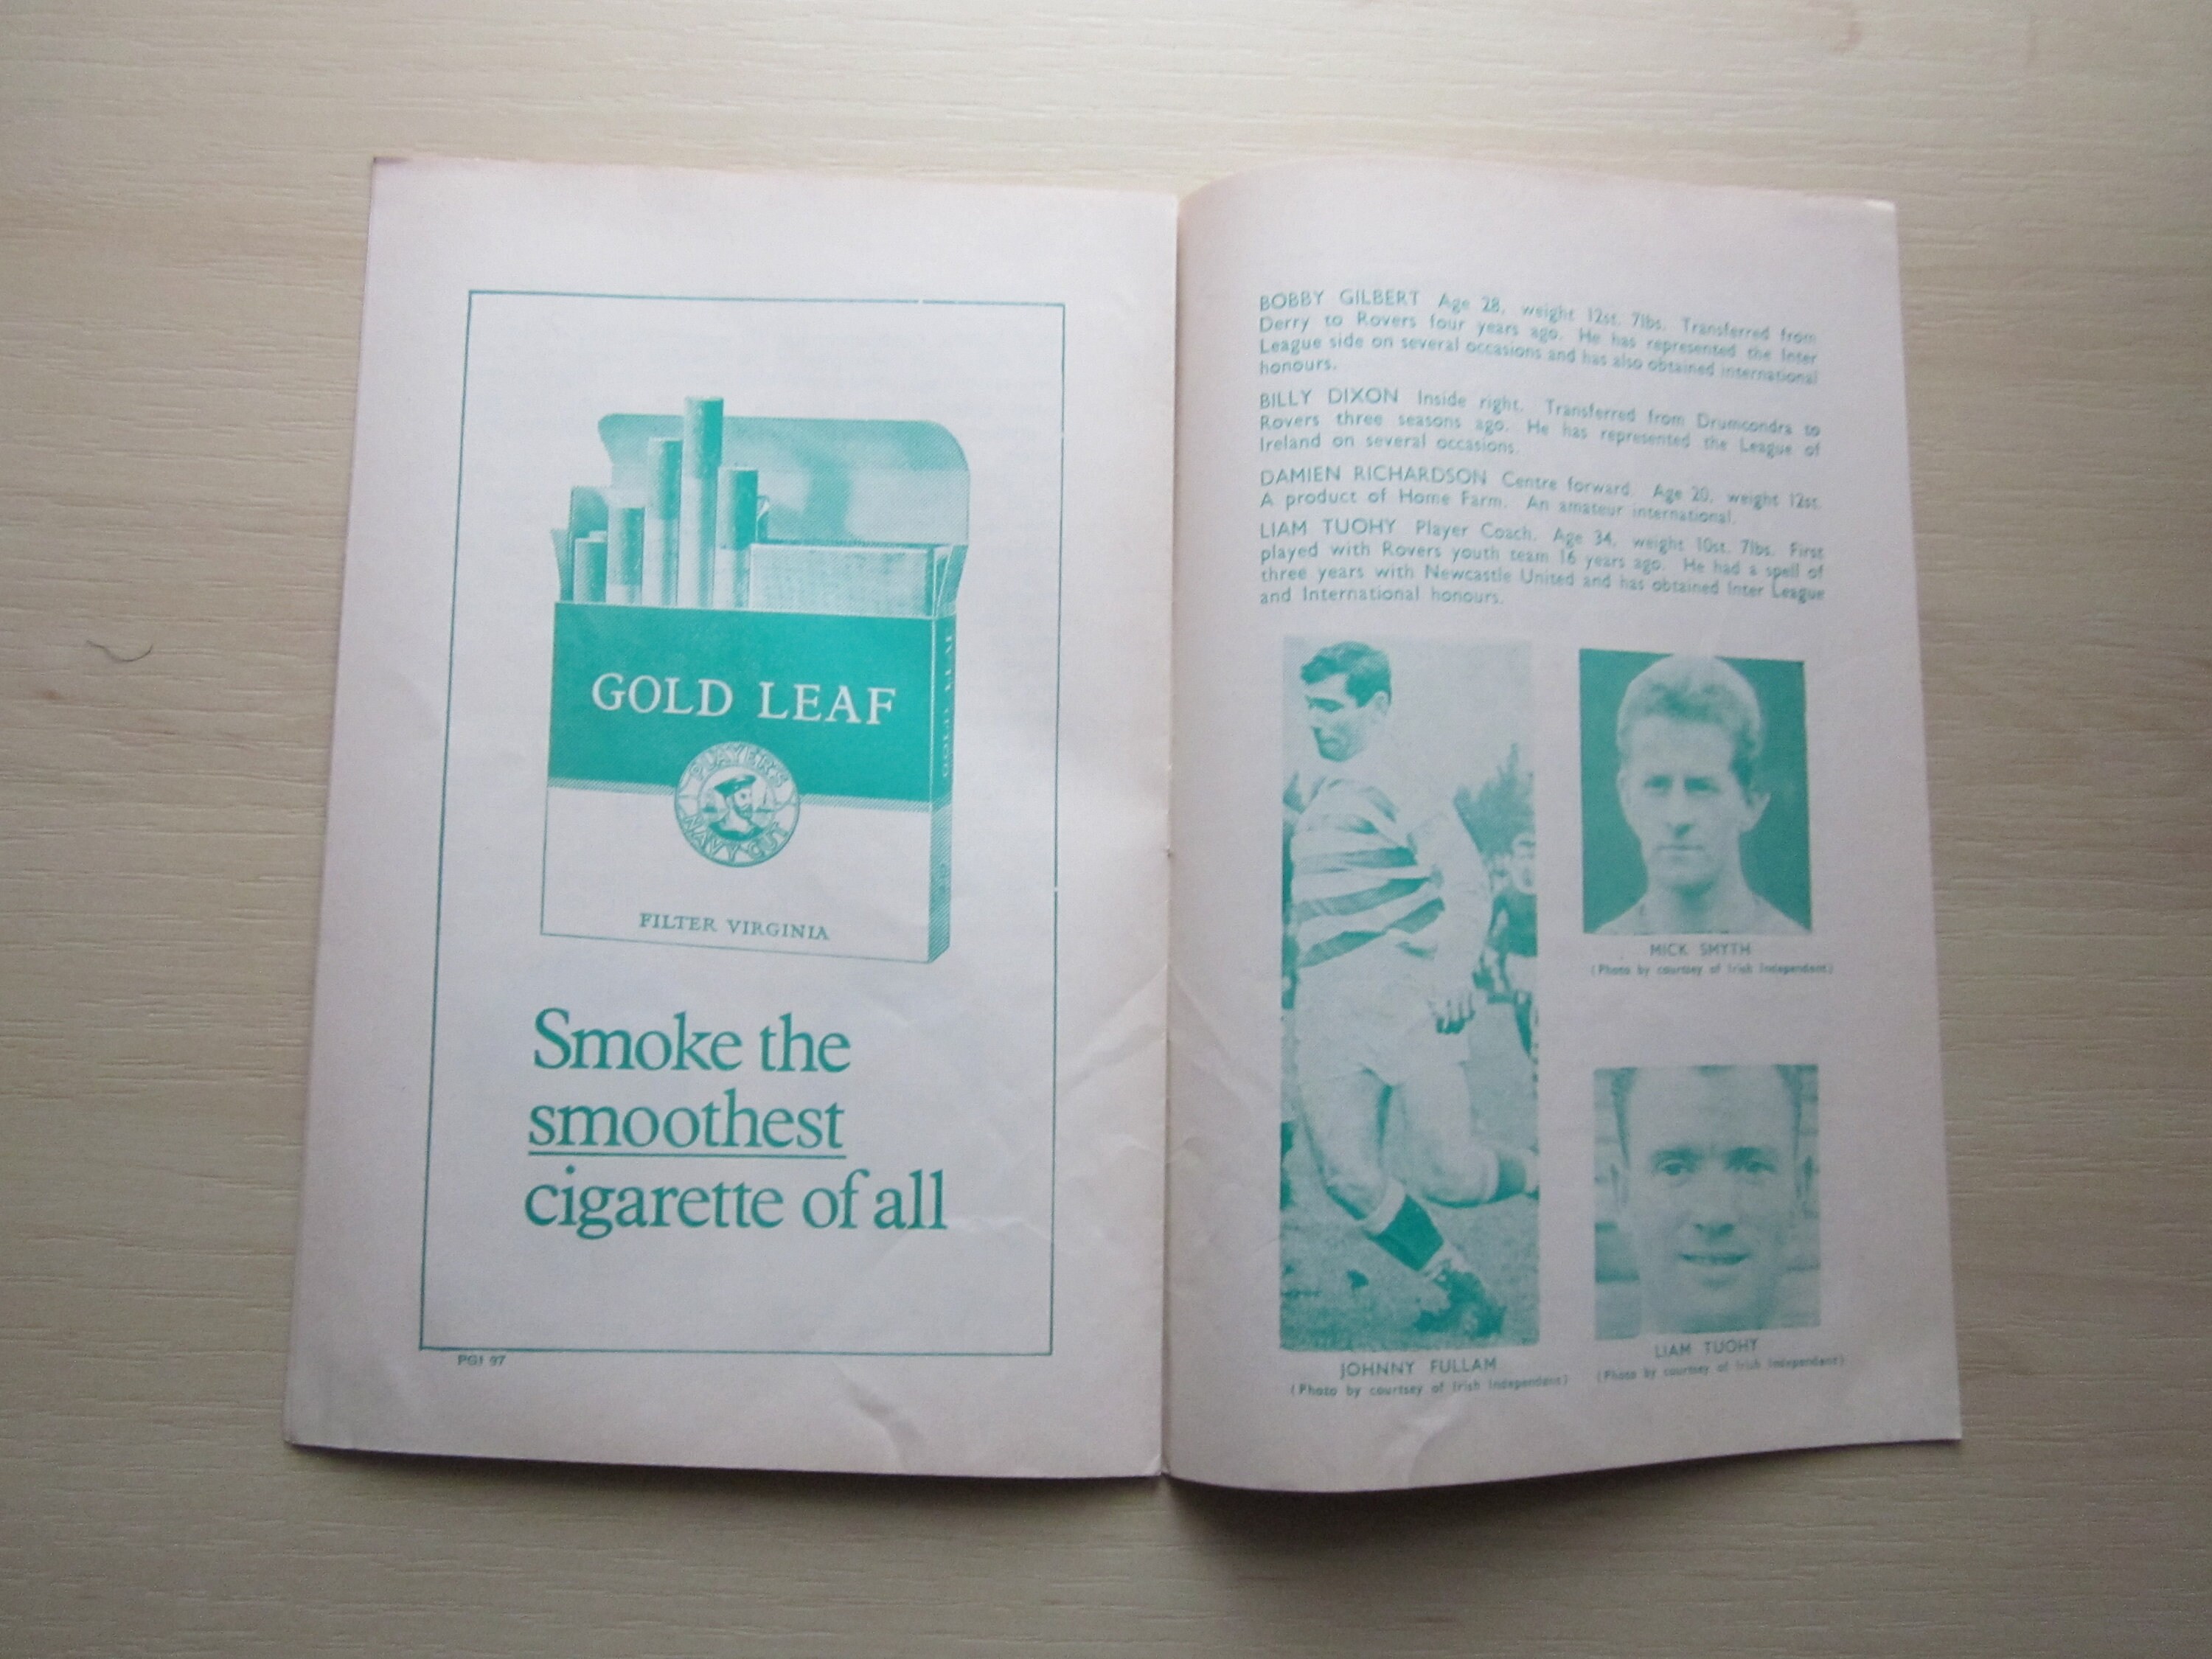 GOLD LEAF
GOLD LEAF
PLAYER'S
NAVY CUT
FILTER VIRGINIA
Smoke the
smoothest
cigarette of all
PGI 97
BOBBY GILBERT Age 28, weight 12st. 7lbs. Transferred from
Derry to Rovers four years ago. He has represented the Inter
League side on several occasions and has also obtained international
honours.
BILLY DIXON Inside right. Transferred from Drumcondra to
Rovers three seasons ago. He has represented the League of
Ireland on several occasions.
DAMIEN RICHARDSON Centre forward. Age 20, weight 12st.
A product of Home Farm. An amateur international.
LIAM TUOHY Player Coach. Age 34, weight 10st. 7lbs. First
played with Rovers youth team 16 years ago. He had a spell of
three years with Newcastle United and has obtained Inter League
and International honours.
MICK SMYTH
(Photo by courtsey of Irish Independent)
JOHNNY FULLAM
(Photo by courtsey of Irish Independent)
LIAM TUOHY
(Photo by courtsey of Irish Independent)